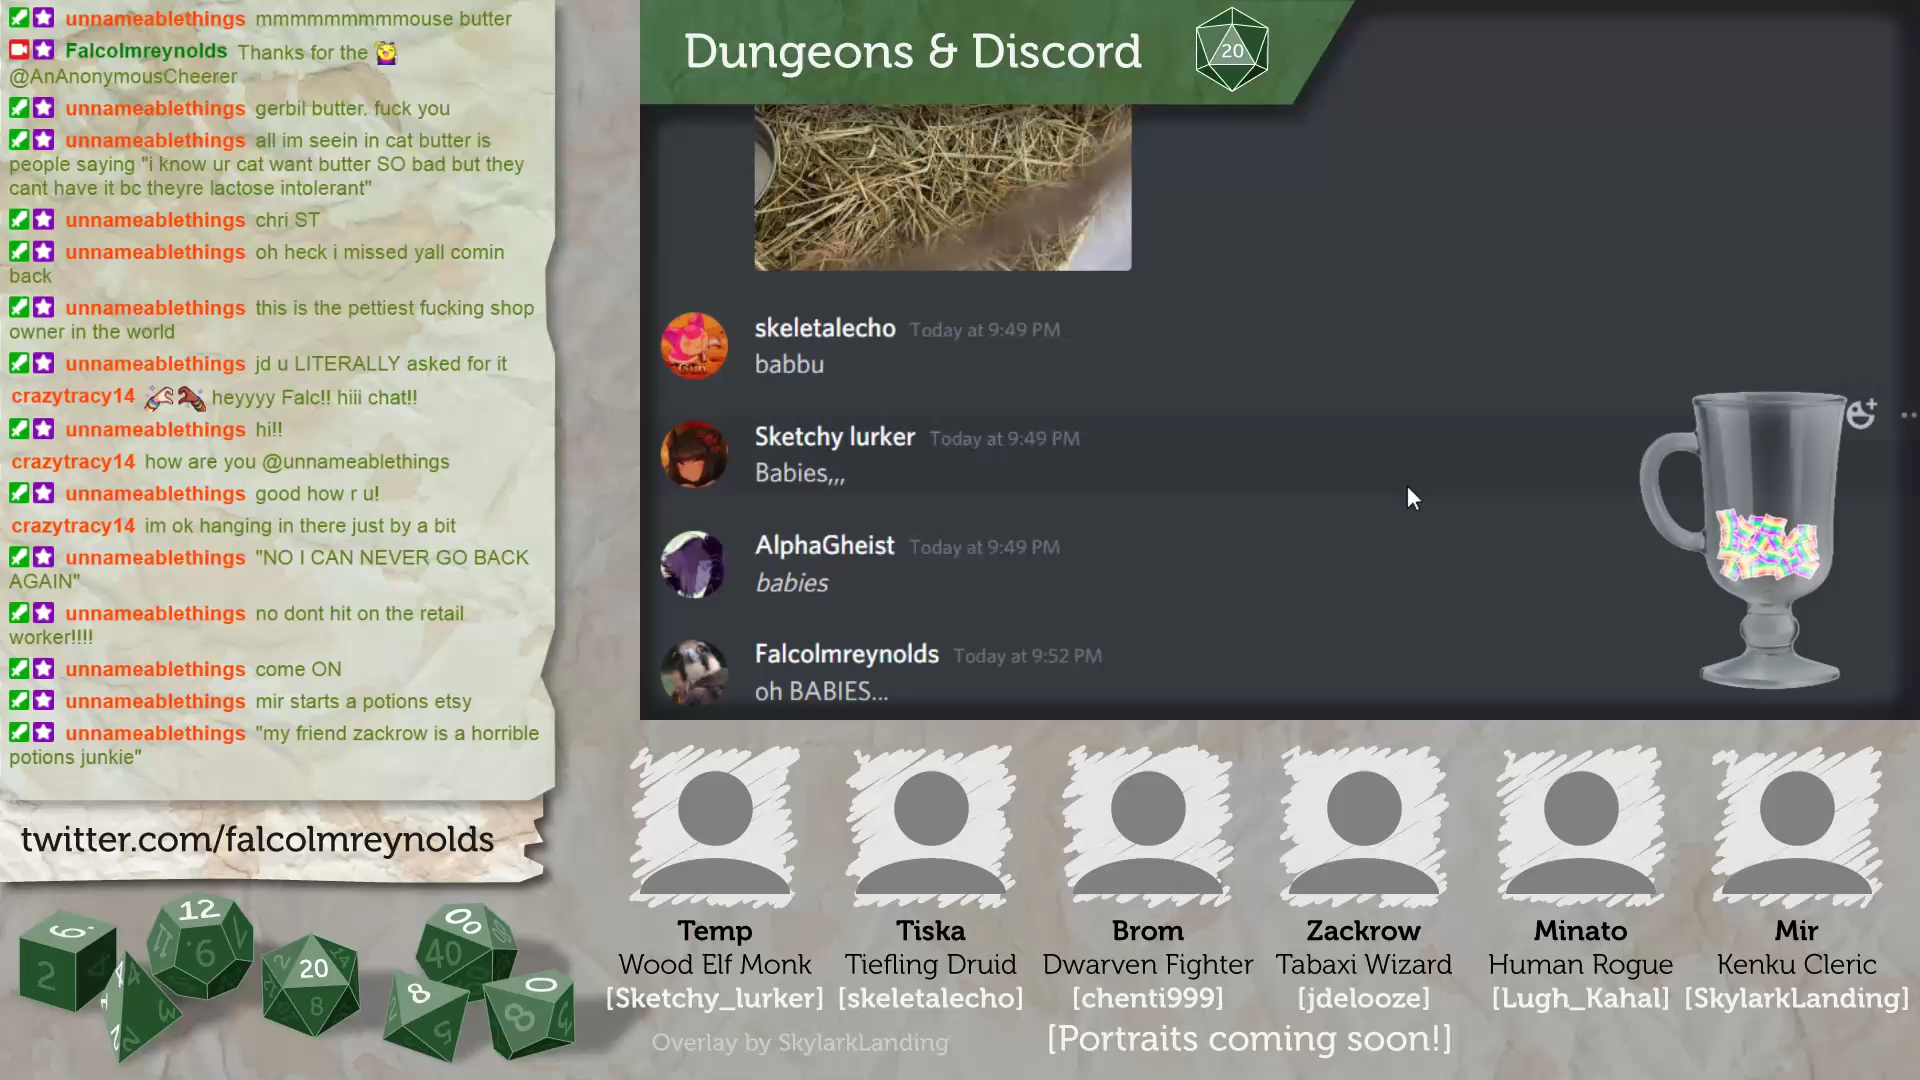 unnameablethings mmmmmmmmmouse butter
Falcolmreynolds Thanks for the
@AnAnonymousCheerer
unnameablethings gerbil butter. fuck you
unnameablethings all im seein in cat butter is
people saying "i know ur cat want butter SO bad but they
cant have it bc theyre lactose intolerant"
unnameablethings chri ST
unnameablethings oh heck i missed yall comin
back
unnameablethings this is the pettiest fucking shop
owner in the world
unnameablethings jd u LITERALLY asked for it
crazytracy14 heyyyy Falc!! hiii chat!!
unnameablethings hi!!
crazytracy14 how are you @unnameablethings
unnameablethings good how r u!
crazytracy14 im ok hanging in there just by a bit
unnameablethings "NO I CAN NEVER GO BACK
AGAIN"
unnameablethings no dont hit on the retail
worker!!!!
unnameablethings come ON
unnameablethings mir starts a potions etsy
unnameablethings "my friend zackrow is a horrible
potions junkie"
twitter.com/falcolmreynolds
Dungeons & Discord
20
skeletalecho Today at 9:49 PM
babbu
Sketchy lurker Today at 9:49 PM
Babies,,,
AlphaGheist Today at 9:49 PM
babies
Falcolmreynolds Today at 9:52 PM
oh BABIES...
Temp
Wood Elf Monk
[Sketchy_lurker]
Tiska
Tiefling Druid
[skeletalecho]
Brom
Dwarven Fighter
[chenti999]
Zackrow
Tabaxi Wizard
[jdelooze]
Minato
Human Rogue
[Lugh_Kahal]
Mir
Kenku Cleric
[SkylarkLanding]
Overlay by SkylarkLanding
[Portraits coming soon!]
12
20
00
40
8
0